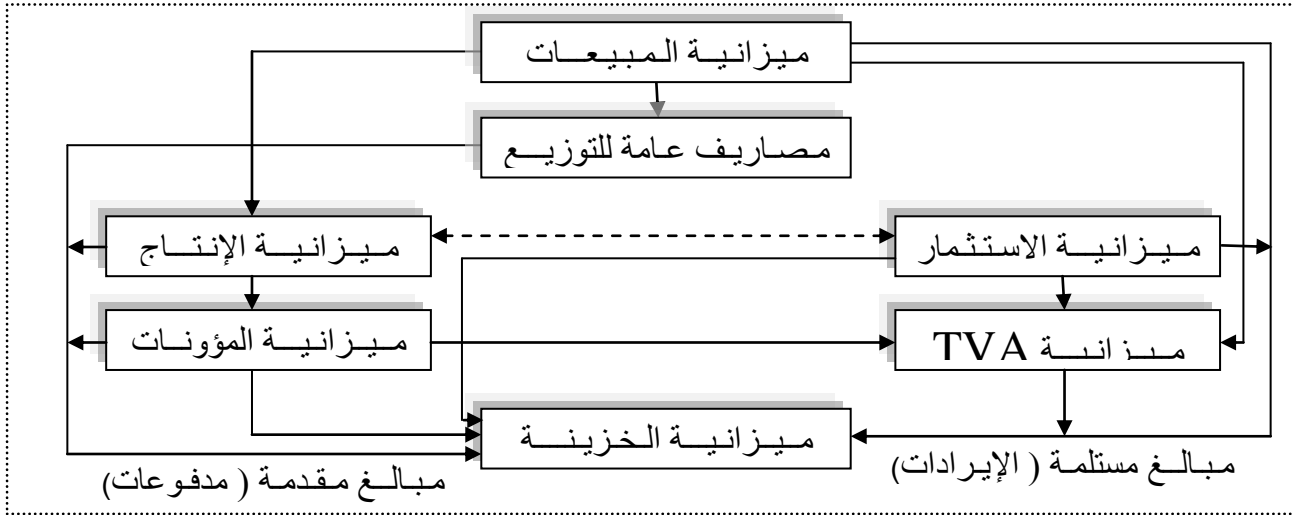 ميزانية المبيعات
مصاريف عامة للتوزيع
ميزانية الاستثمار
ميزانية الإنتاج
ميزانية TVA
ميزانية المؤونات
ميزانية الخزينة
مبالغ مستلمة ( الإيرادات)
مبالغ مقدمة ( مدفوعات)